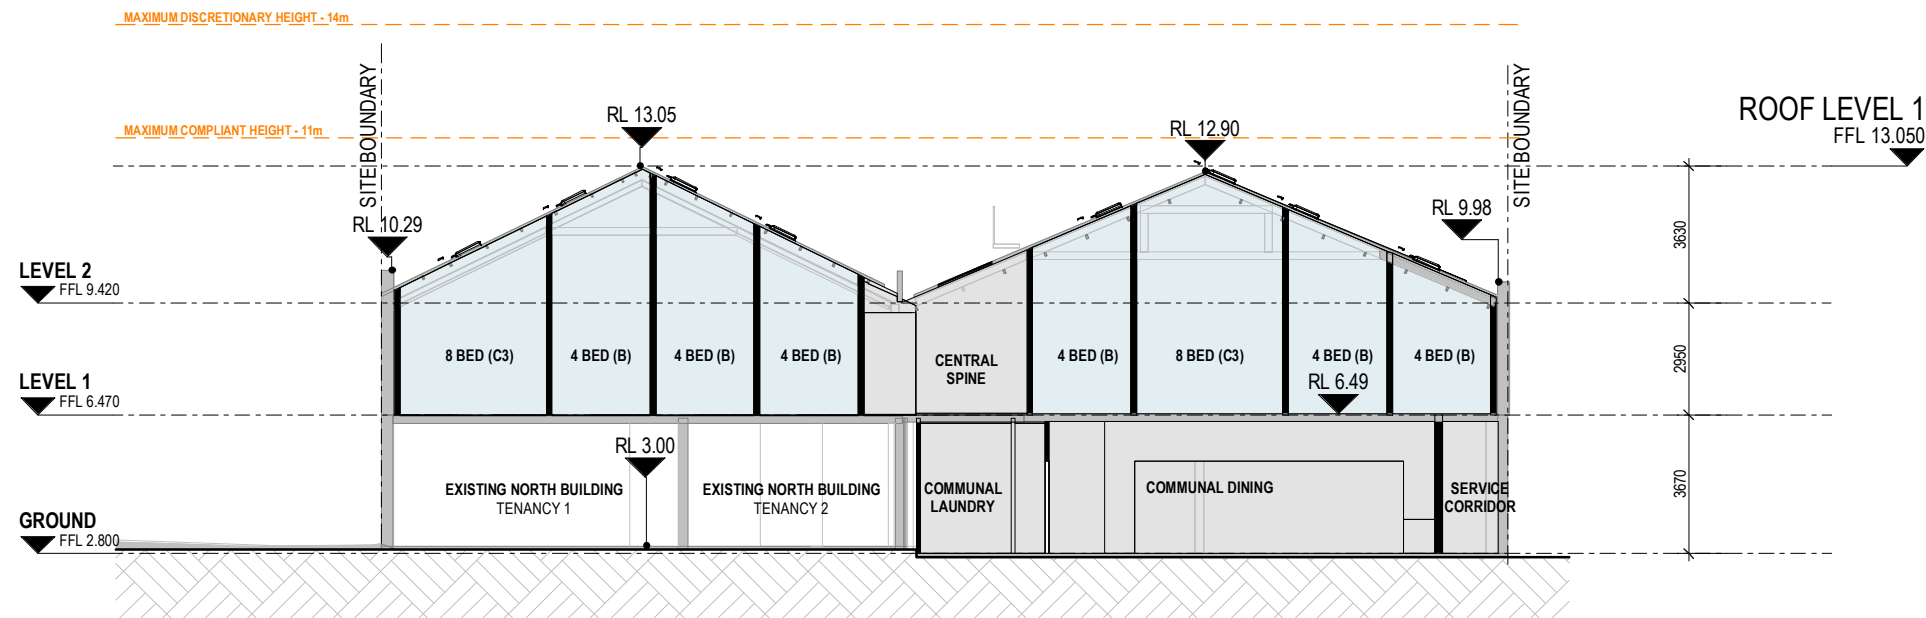 MAXIMUM DISCRETIONARY HEIGHT - 14m
SITE BOUNDARY
SITE BOUNDARY
MAXIMUM COMPLIANT HEIGHT - 11m
RL 13.05
RL 12.90
ROOF LEVEL 1
FFL 13.050
RL 10.29
RL 9.98
3630
LEVEL 2
FFL 9.420
8 BED (C3)
4 BED (B)
4 BED (B)
4 BED (B)
CENTRAL
SPINE
4 BED (B)
8 BED (C3)
4 BED (B)
4 BED (B)
2950
RL 6.49
LEVEL 1
FFL 6.470
RL 3.00
EXISTING NORTH BUILDING
TENANCY 1
EXISTING NORTH BUILDING
TENANCY 2
COMMUNAL
LAUNDRY
COMMUNAL DINING
SERVICE
CORRIDOR
3670
GROUND
FFL 2.800